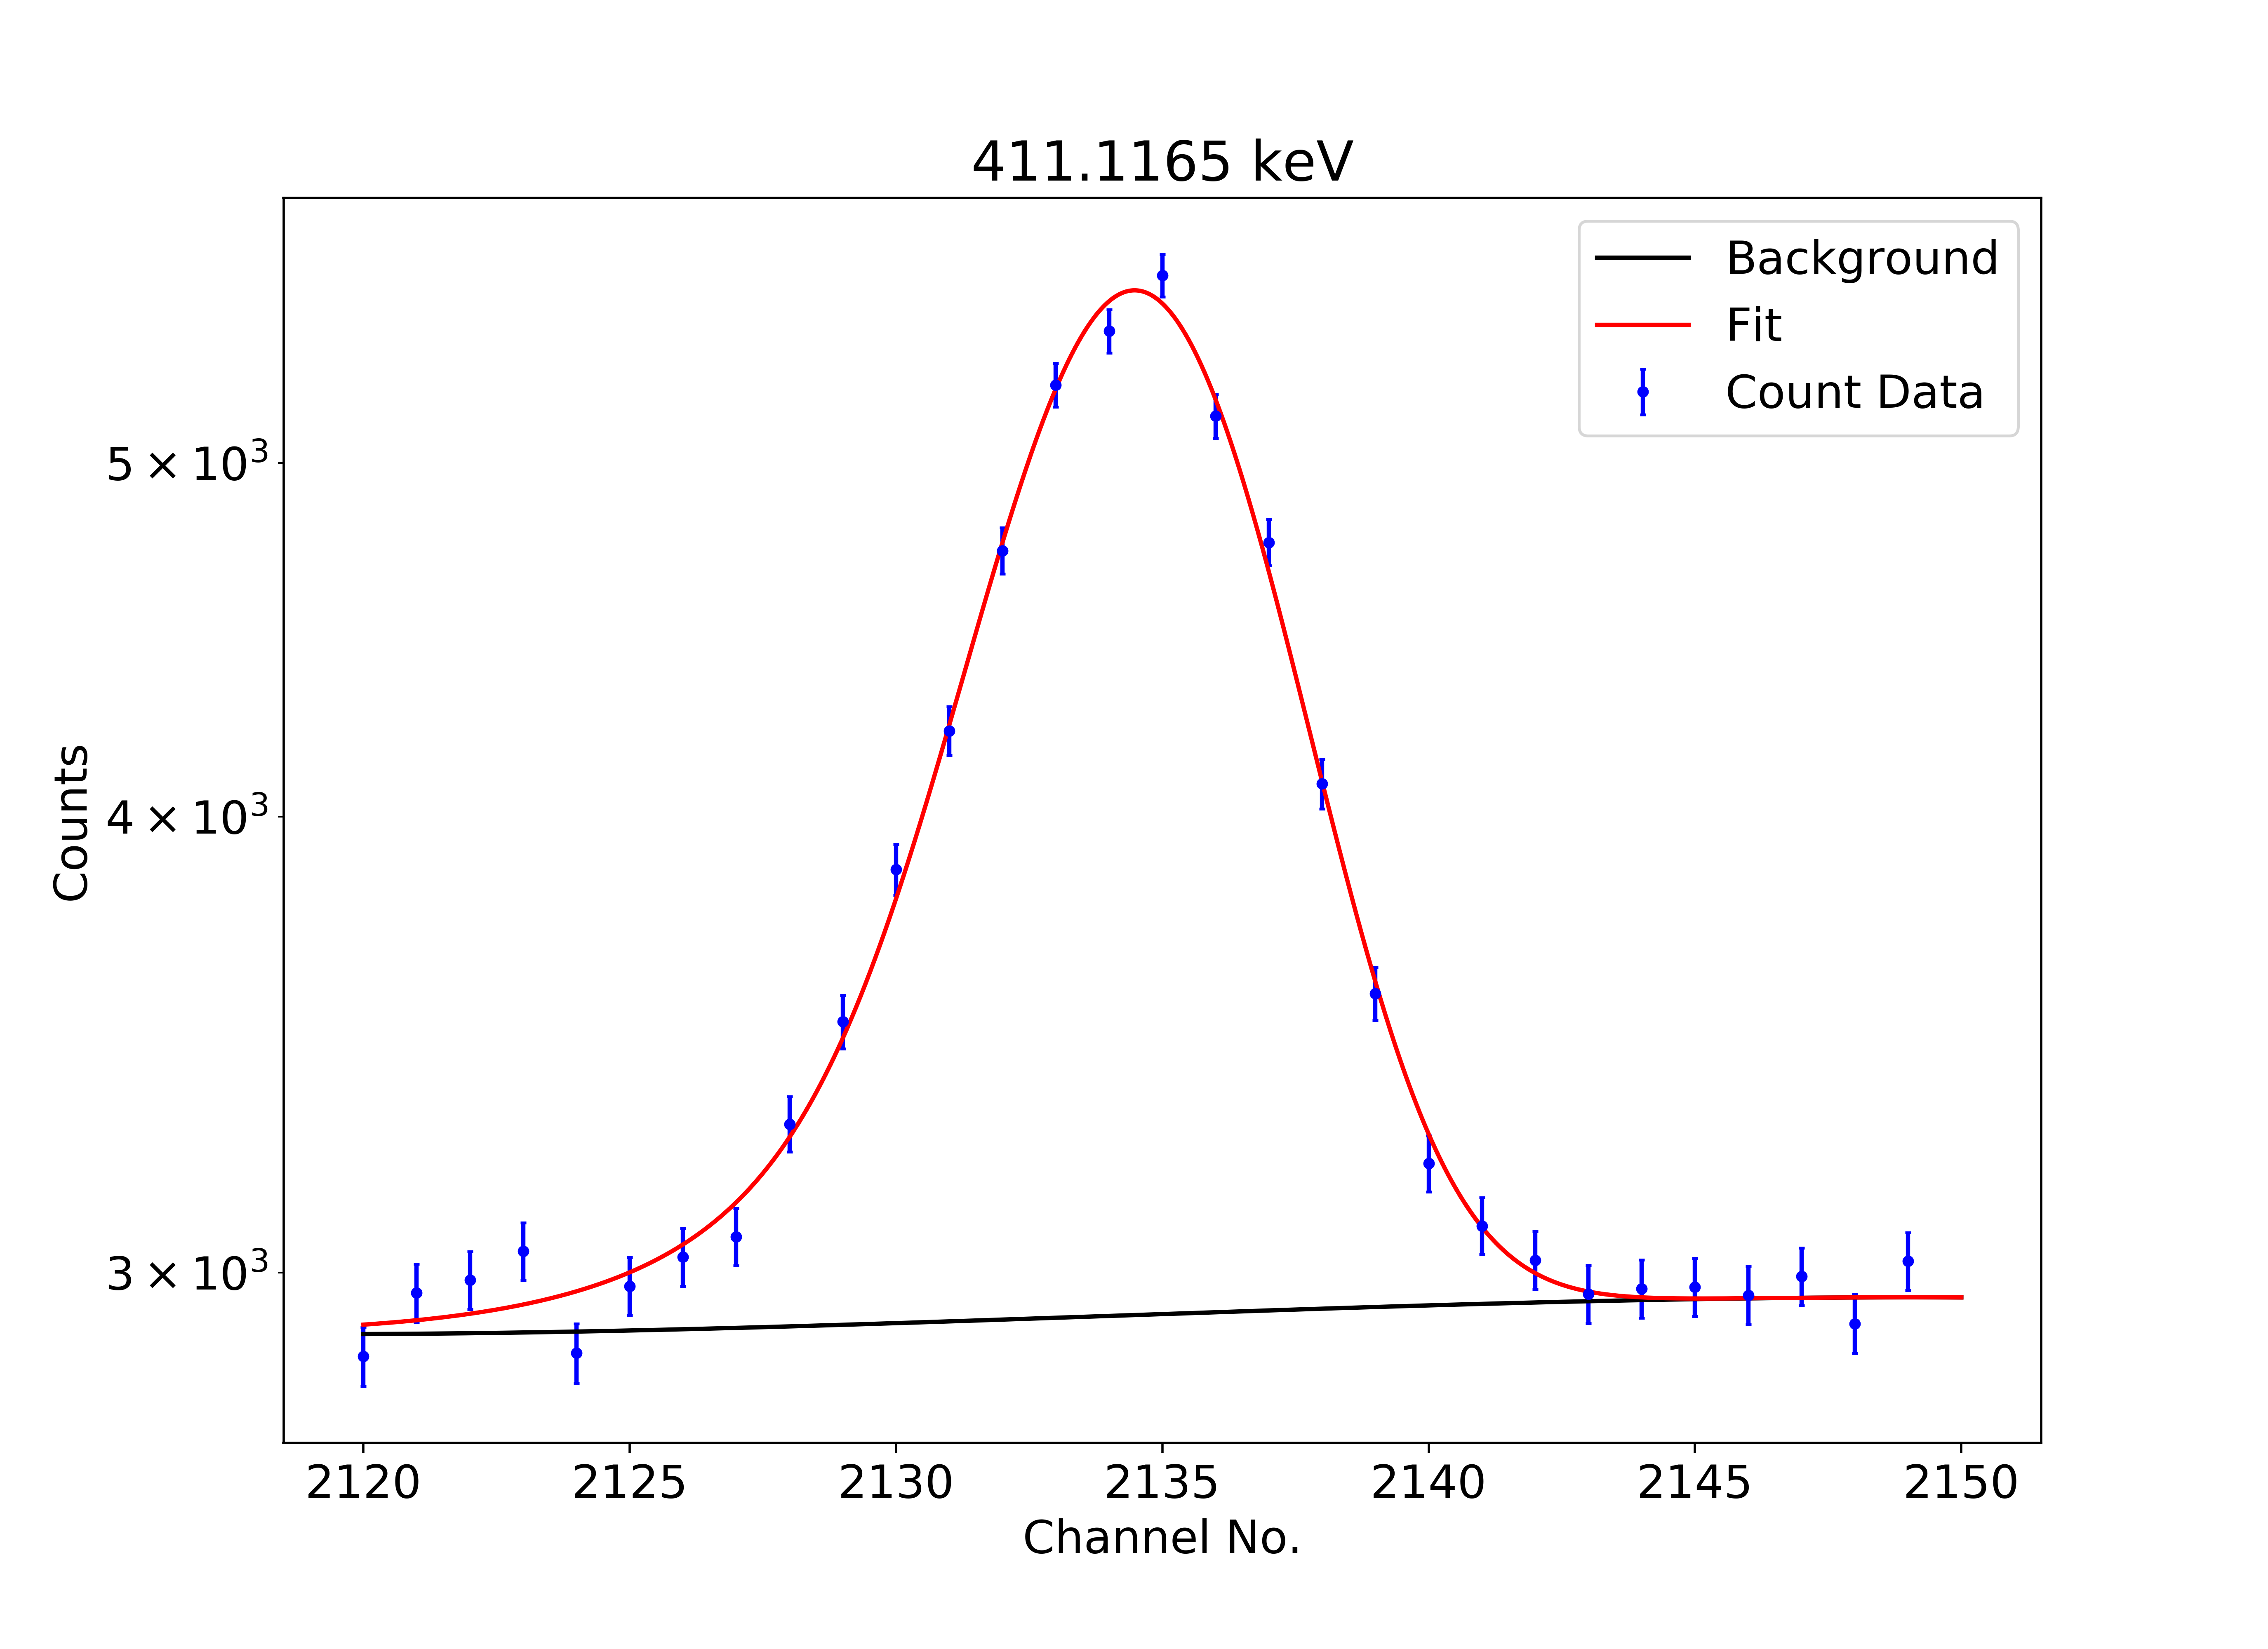 411.1165 keV
Background
Fit
Count Data
5 × 10³
4 × 10³
3 × 10³
Counts
2120 2125 2130 2135 2140 2145 2150
Channel No.